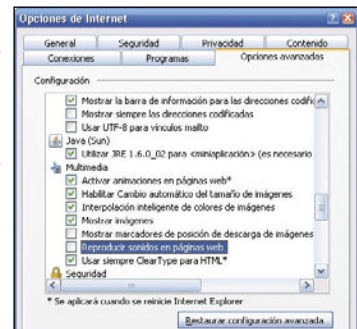 Opciones de Internet
General Seguridad Privacidad Contenido
Conexiones Programas Opciones avanzadas
Configuración
Mostrar la barra de información para las direcciones codific
Mostrar siempre las direcciones codificadas
Usar UTF-8 para vínculos mailto
Java (Sun)
Utilizar JRE 1.6.0_02 para <miniaplicación> (es necesario
Multimedia
Activar animaciones en páginas web*
Habilitar Cambio automático del tamaño de imágenes
Interpolación inteligente de colores de imágenes
Mostrar imágenes
Mostrar marcadores de posición de descarga de imágenes
Reproducir sonidos en páginas web
Usar siempre ClearType para HTML*
Seguridad
* Se aplicará cuando se reinicie Internet Explorer
Restaurar configuración avanzada